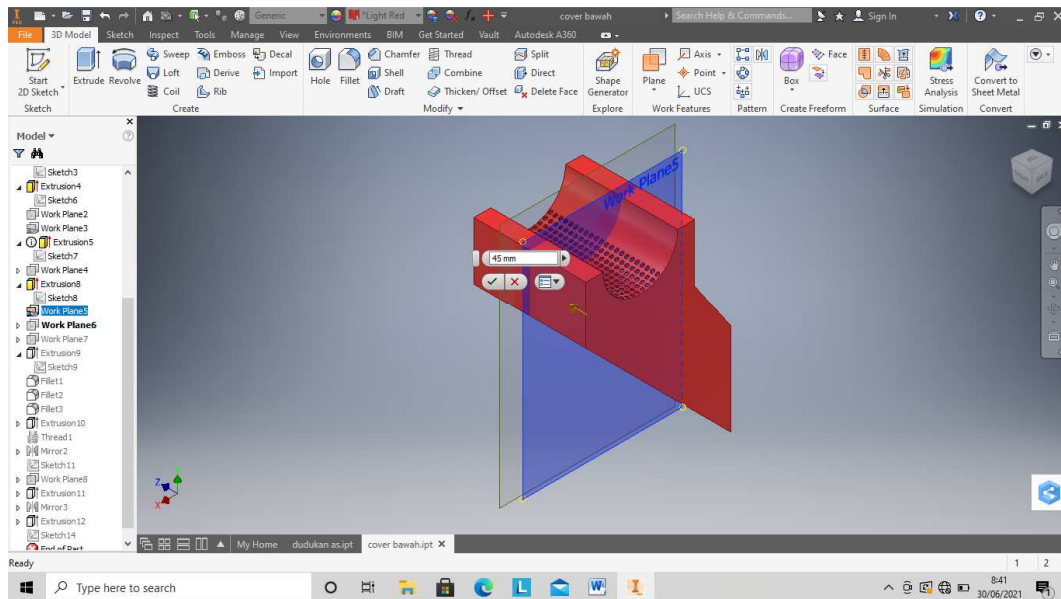 PRO
Generic
*Light Red
cover bawah
Search Help & Commands...
Sign In
File
3D Model
Sketch
Inspect
Tools
Manage
View
Environments
BIM
Get Started
Vault
Autodesk A360
Start
2D Sketch
Extrude
Revolve
Sweep
Emboss
Decal
Loft
Derive
Import
Coil
Rib
Hole
Fillet
Chamfer
Thread
Split
Shell
Combine
Direct
Draft
Thicken/ Offset
Delete Face
Shape
Generator
Plane
Axis
Point
UCS
Box
Face
Stress
Analysis
Convert to
Sheet Metal
Sketch
Create
Modify
Explore
Work Features
Pattern
Create Freeform
Surface
Simulation
Convert
Model
Sketch3
Extrusion4
Sketch6
Work Plane2
Work Plane3
Extrusion5
Sketch7
Work Plane4
Extrusion8
Sketch8
Work Plane5
Work Plane6
Work Plane7
Extrusion9
Sketch9
Fillet1
Fillet2
Fillet3
Extrusion10
Thread1
Mirror2
Sketch11
Work Plane8
Extrusion11
Mirror3
Extrusion12
Sketch14
End of Part
Work Plane5
45 mm
Z
Y
X
My Home
dudukan as.ipt
cover bawah.ipt
Ready
1
2
Type here to search
8:41
30/06/2021